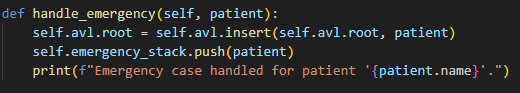 def handle_emergency(self, patient):
    self.avl.root = self.avl.insert(self.avl.root, patient)
    self.emergency_stack.push(patient)
    print(f"Emergency case handled for patient '{patient.name}'.")